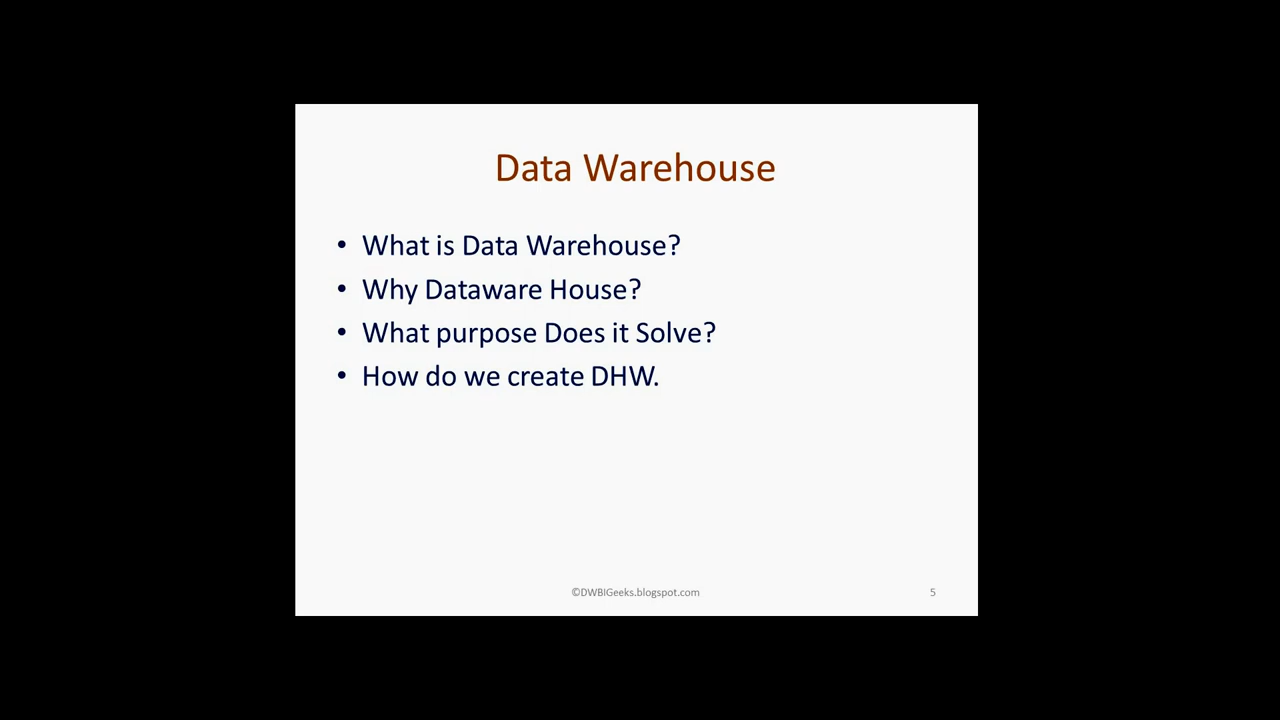 Data Warehouse
• What is Data Warehouse?
• Why Dataware House?
• What purpose Does it Solve?
• How do we create DHW.
©DWBIGeeks.blogspot.com
5